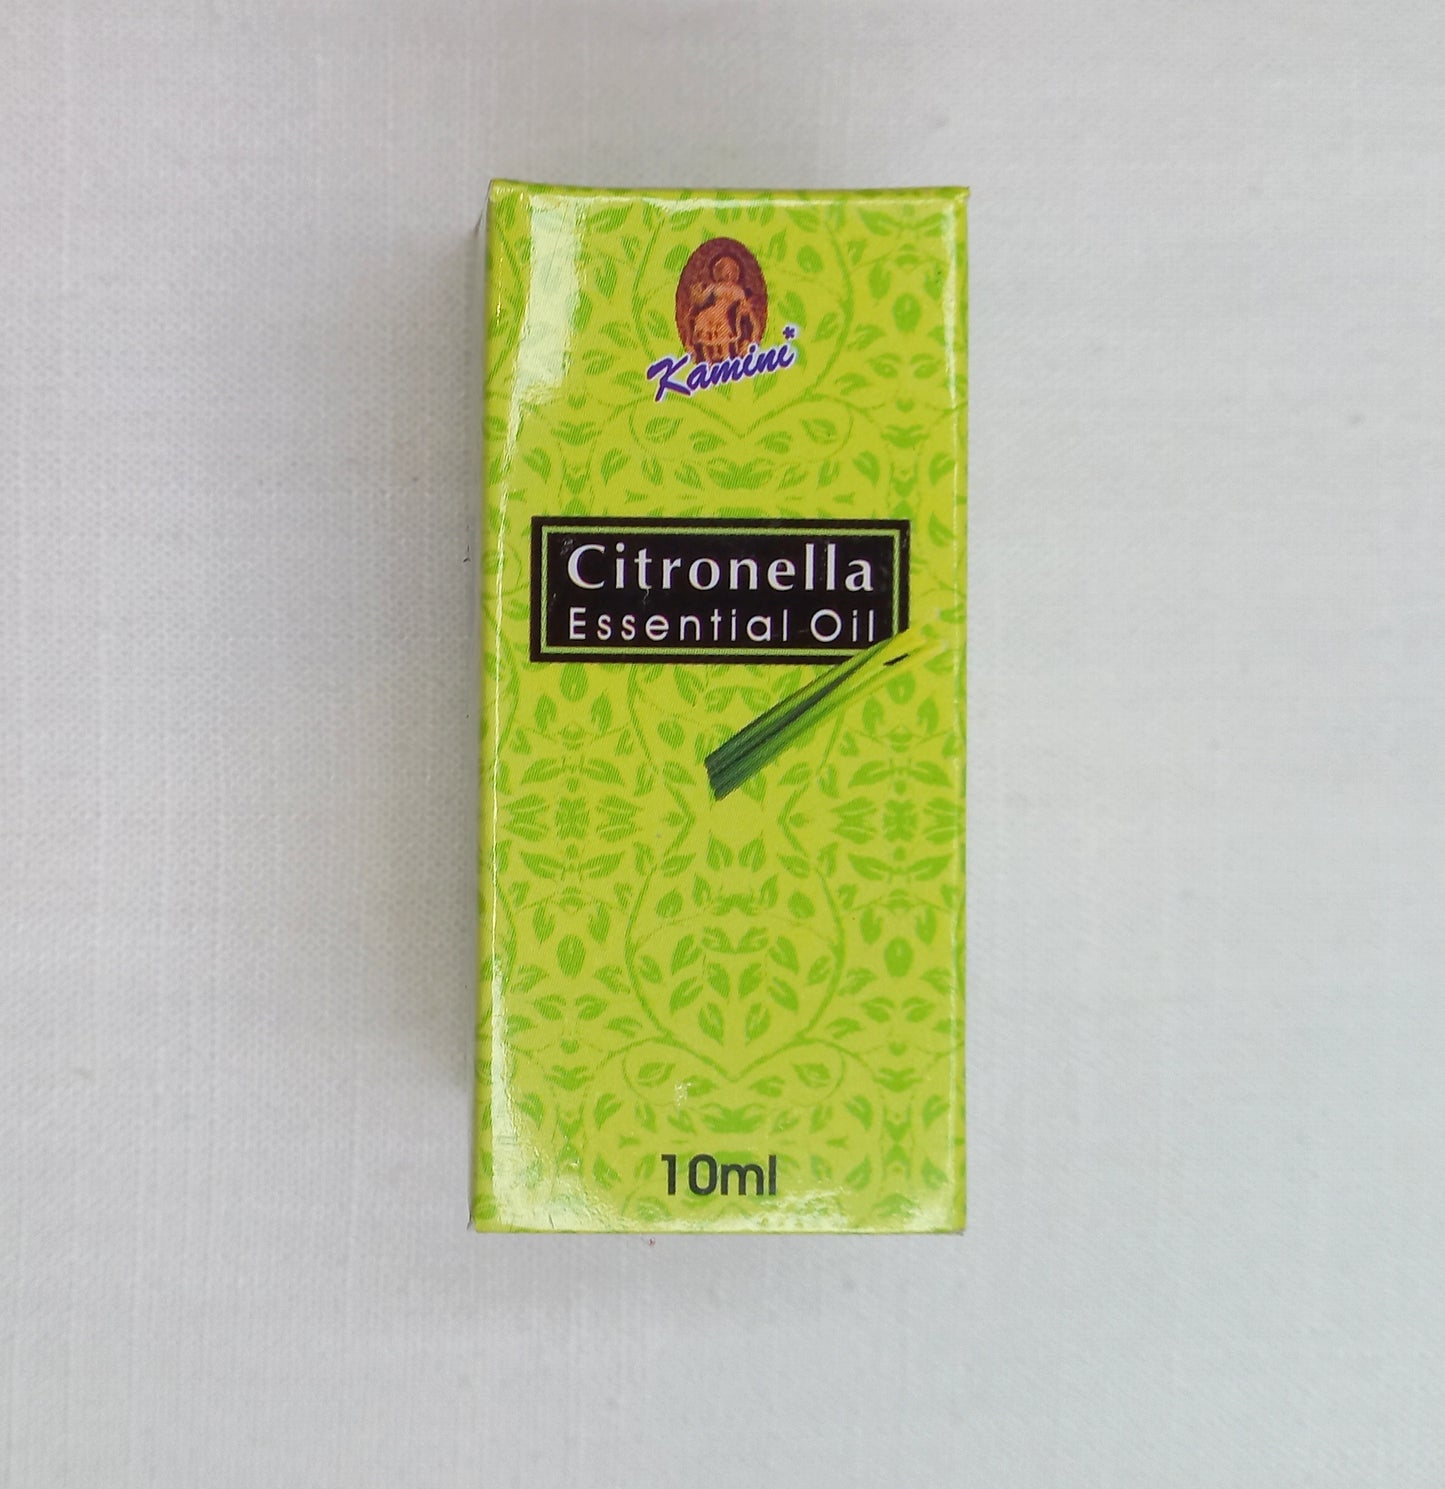 Kamini*
Citronella
Essential Oil
10ml